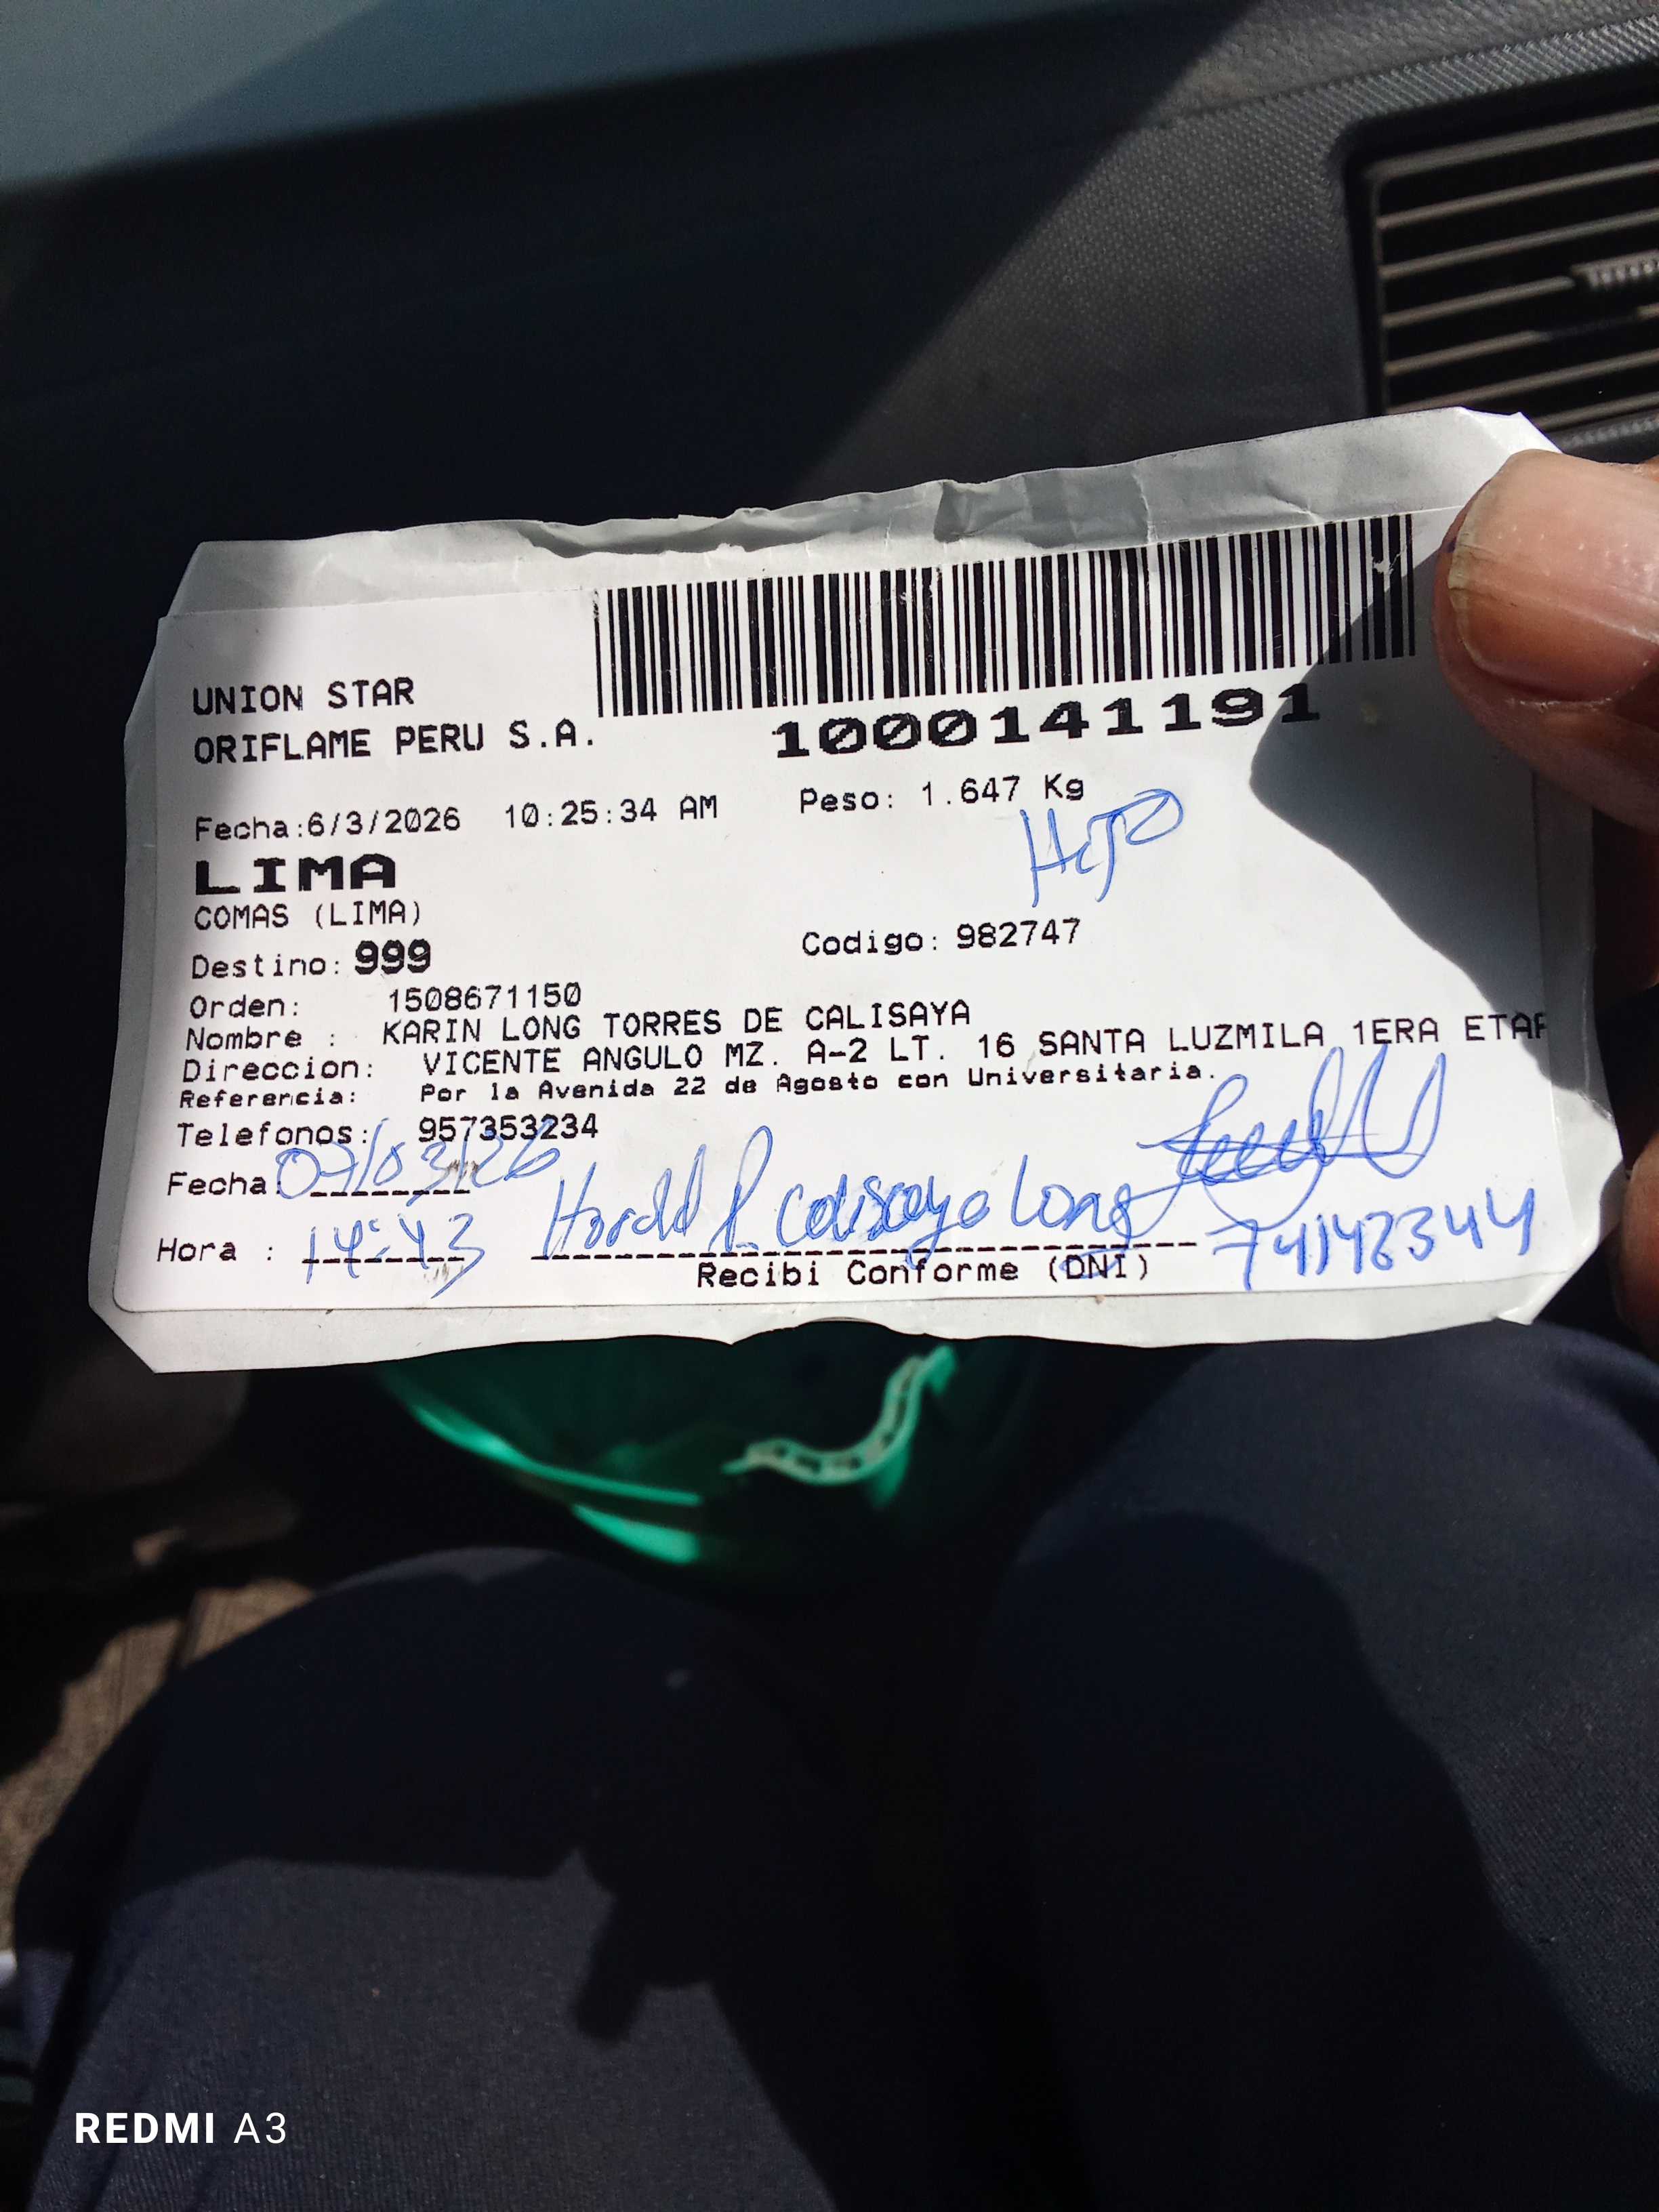 UNION STAR
ORIFLAME PERU S.A.
1000141191
Fecha:6/3/2026 10:25:34 AM Peso: 1.647 Kg
Hijo
LIMA
COMAS (LIMA)
Destino: 999 Codigo: 982747
Orden: 1508671150
Nombre : KARIN LONG TORRES DE CALISAYA
Direccion: VICENTE ANGULO MZ. A-2 LT. 16 SANTA LUZMILA 1ERA ETAP
Referencia: Por la Avenida 22 de Agosto con Universitaria.
Telefonos: 957353234
Fecha: /03/26
Hora : 14:43 Harold Calisaya Long
Recibi Conforme (DNI) 74148344
REDMI A3